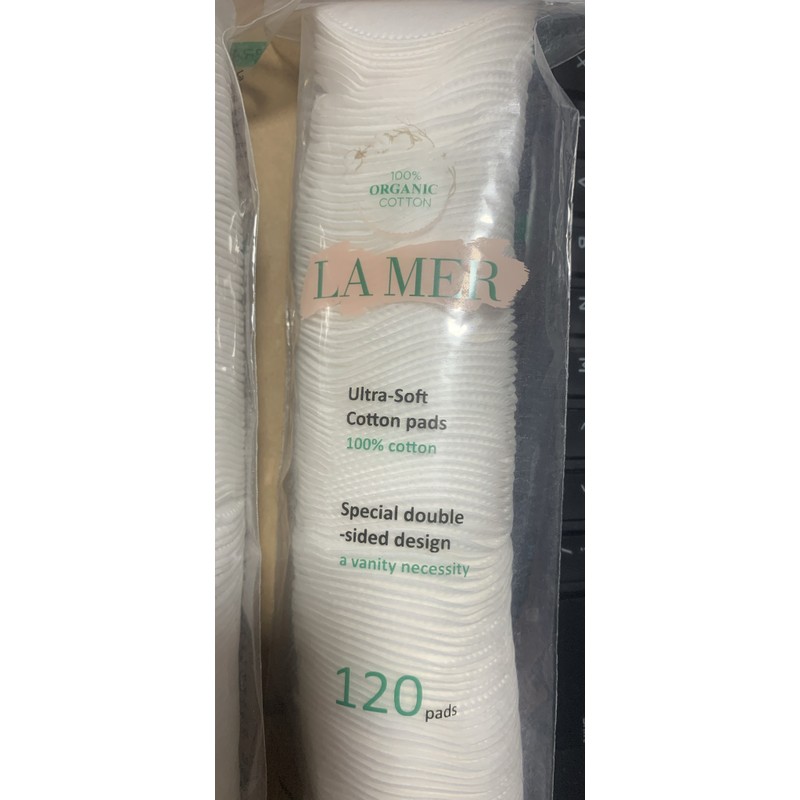 100%
ORGANIC
COTTON
LA MER
Ultra-Soft
Cotton pads
100% cotton
Special double
-sided design
a vanity necessity
120 pads